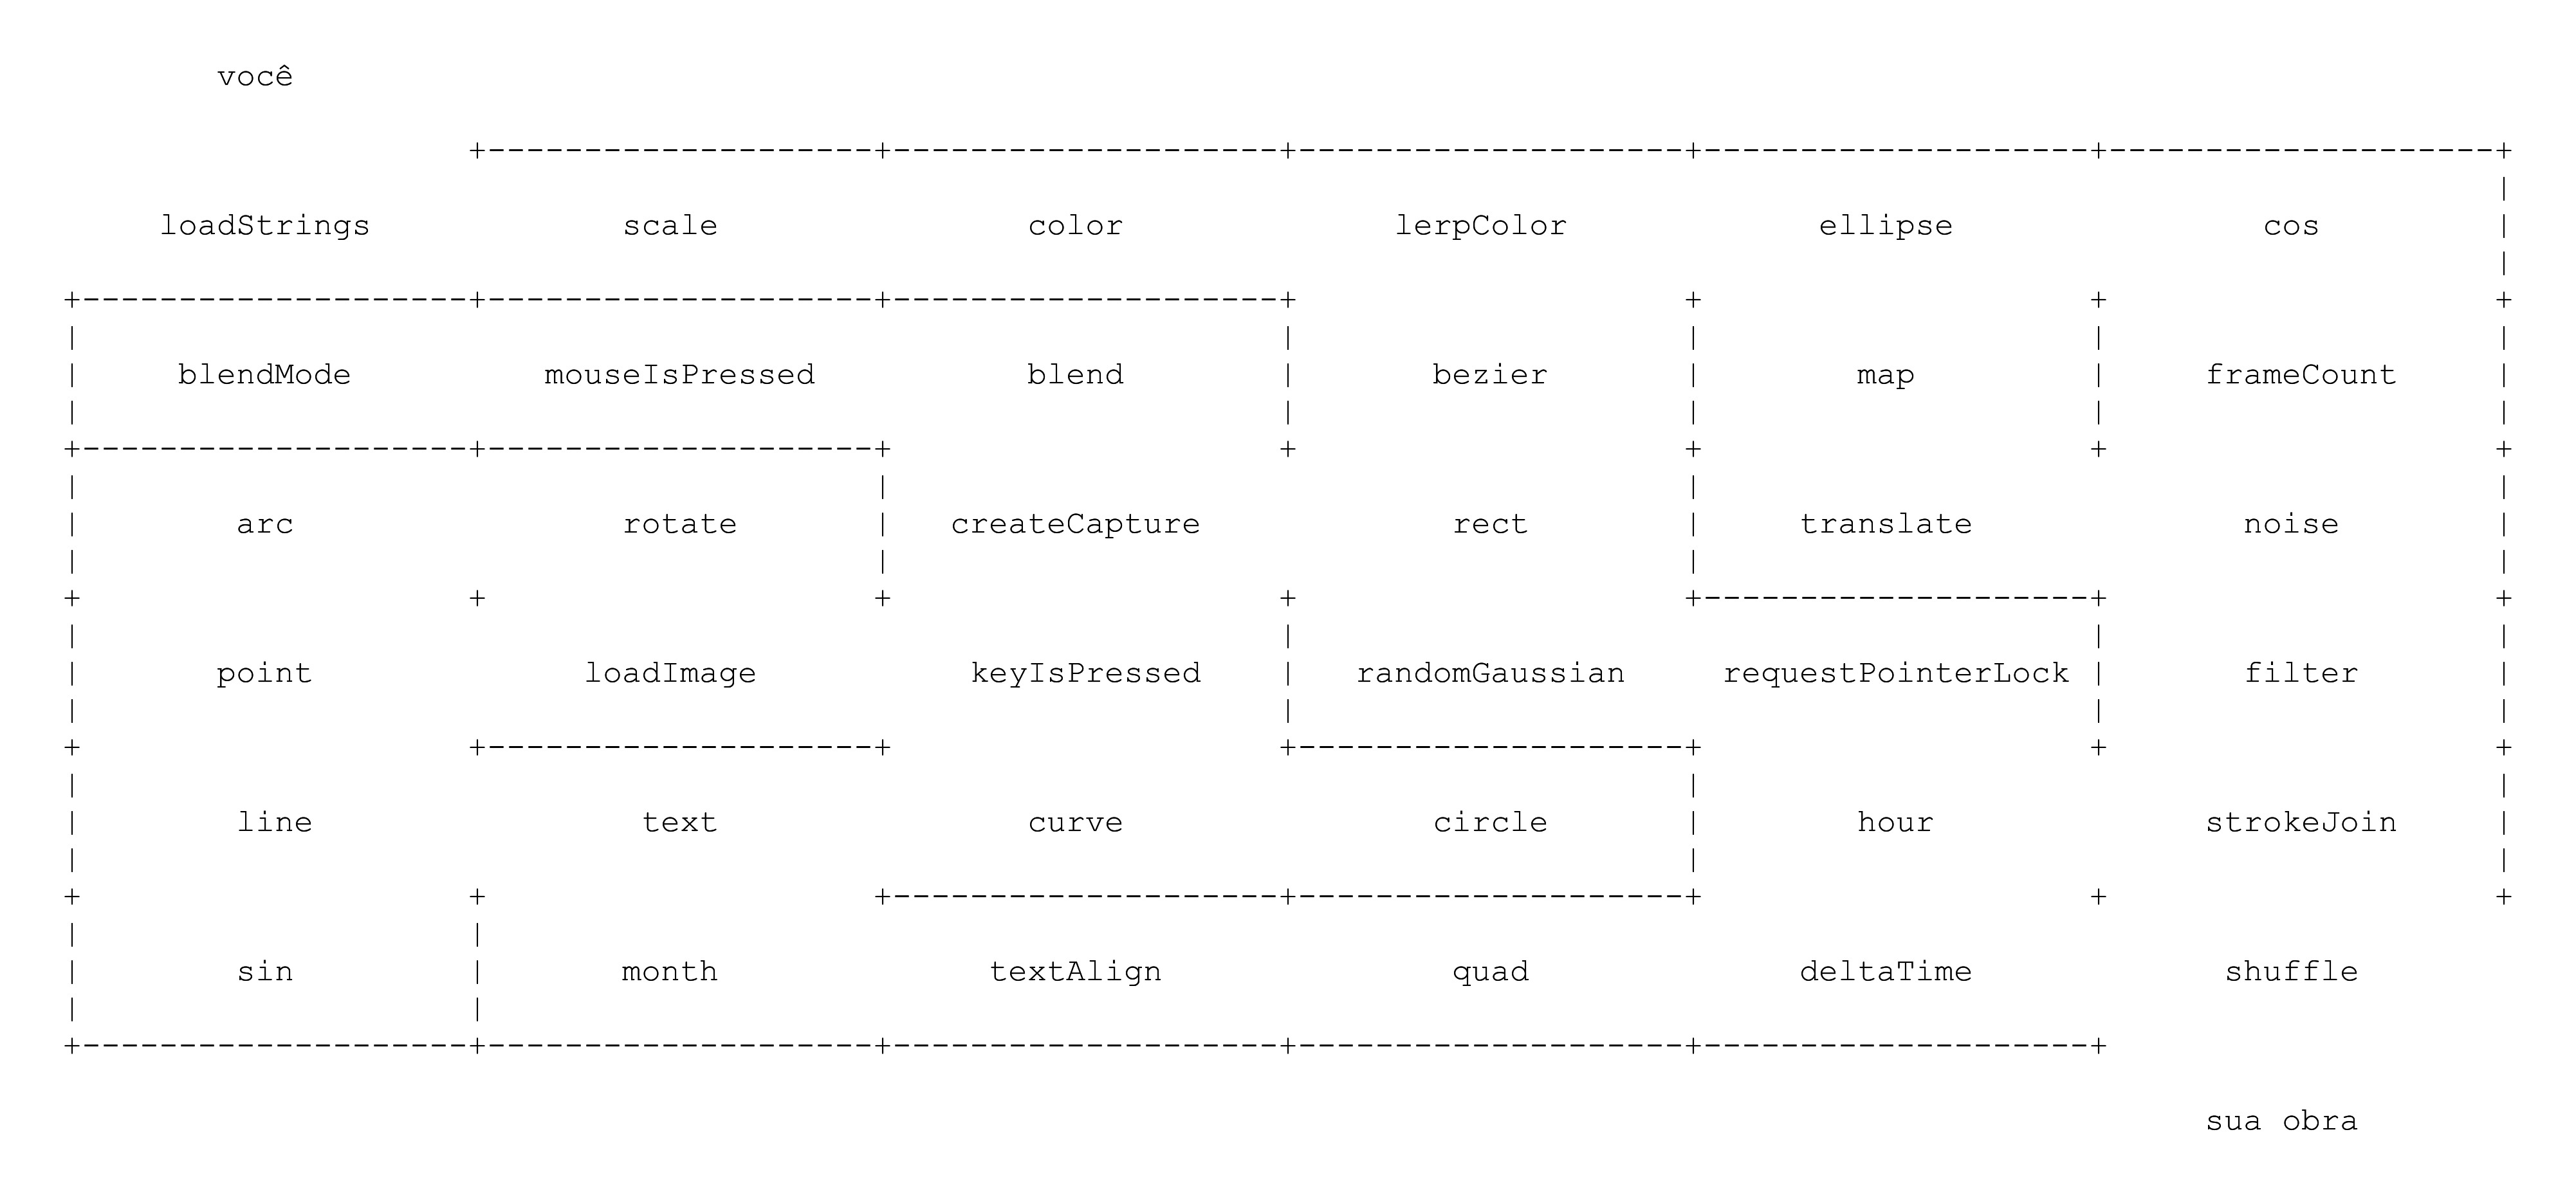 você
loadStrings scale color lerpColor ellipse cos
blendMode mouseIsPressed blend bezier map frameCount
arc rotate createCapture rect translate noise
point loadImage keyIsPressed randomGaussian requestPointerLock filter
line text curve circle hour strokeJoin
sin month textAlign quad deltaTime shuffle
sua obra